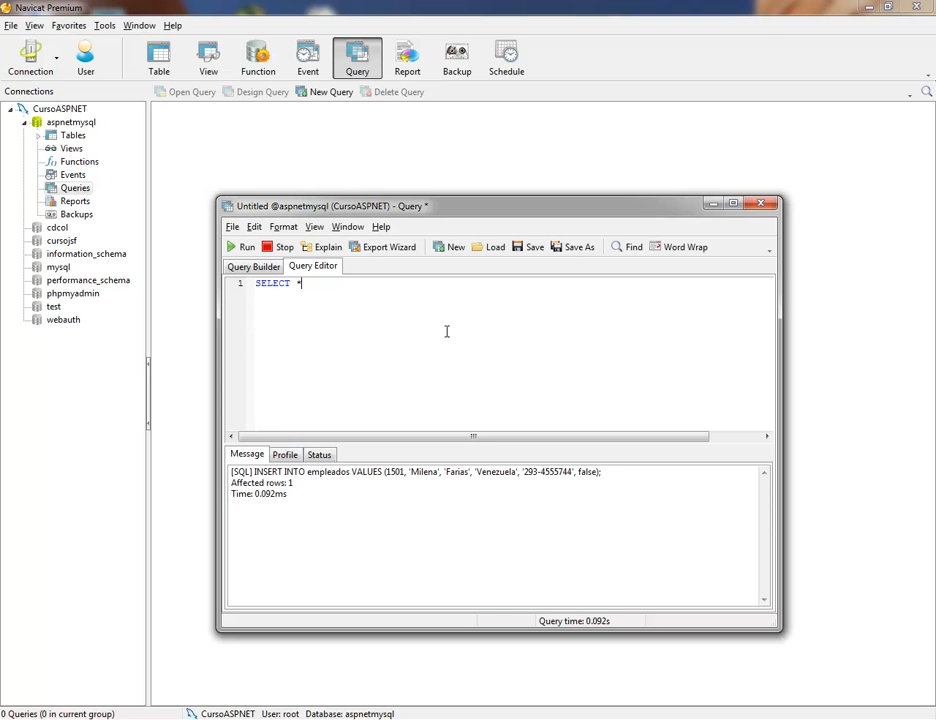 Navicat Premium
File View Favorites Tools Window Help
Connection User Table View Function Event Query Report Backup Schedule
Connections
Open Query Design Query New Query Delete Query
CursoASPNET
aspnetmysql
Tables
Views
Functions
Events
Queries
Reports
Backups
cdcol
cursojsf
information_schema
mysql
performance_schema
phpmyadmin
test
webauth
Untitled @aspnetmysql (CursoASPNET) - Query *
File Edit Format View Window Help
Run Stop Explain Export Wizard New Load Save Save As Find Word Wrap
Query Builder Query Editor
1 SELECT *
Message Profile Status
[SQL] INSERT INTO empleados VALUES (1501, 'Milena', 'Farias', 'Venezuela', '293-4555744', false);
Affected rows: 1
Time: 0.092ms
Query time: 0.092s
0 Queries (0 in current group) CursoASPNET User: root Database: aspnetmysql